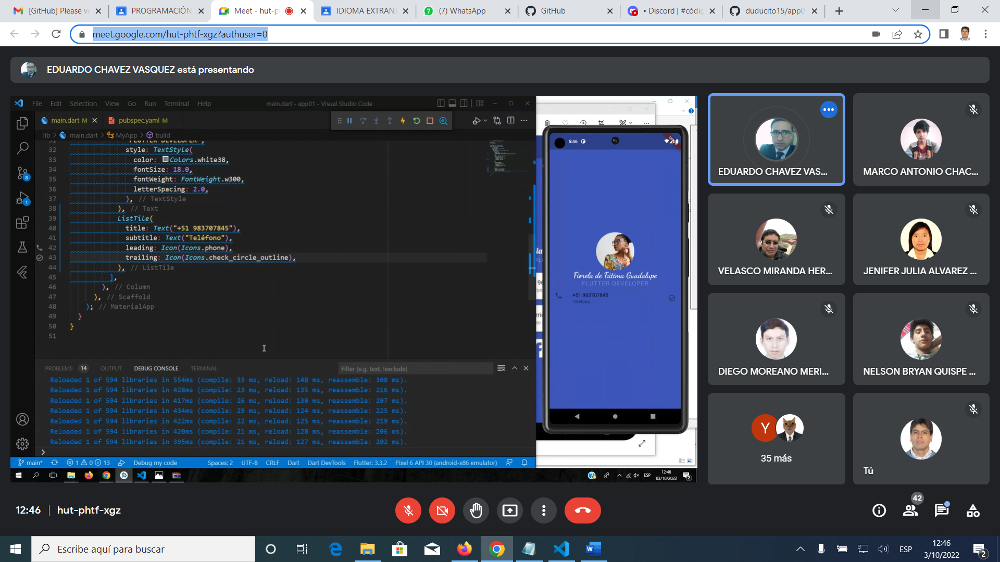 [GitHub] Please ve
PROGRAMACIÓN
Meet - hut-p
IDIOMA EXTRAN
(7) WhatsApp
GitHub
• Discord | #códig
duducito15/app0
meet.google.com/hut-phtf-xgz?authuser=0
EDUARDO CHAVEZ VASQUEZ está presentando
File Edit Selection View Go Run Terminal Help
main.dart - app01 - Visual Studio Code
main.dart M
pubspec.yaml M
lib > main.dart > MyApp > build
31 "FLUTTER DEVELOPER",
32 style: TextStyle(
33 color: Colors.white38,
34 fontSize: 18.0,
35 fontWeight: FontWeight.w300,
36 letterSpacing: 2.0,
37 ), // TextStyle
38 ), // Text
39 ListTile(
40 title: Text("+51 983707845"),
41 subtitle: Text("Teléfono"),
42 leading: Icon(Icons.phone),
43 trailing: Icon(Icons.check_circle_outline),
44 ), // ListTile
45 ],
46 ), // Column
47 ), // Scaffold
48 ); // MaterialApp
49 }
50 }
51
PROBLEMS 14 OUTPUT DEBUG CONSOLE TERMINAL
Filter (e.g. text, !exclude)
Reloaded 1 of 594 libraries in 554ms (compile: 33 ms, reload: 148 ms, reassemble: 308 ms).
Reloaded 1 of 594 libraries in 428ms (compile: 23 ms, reload: 135 ms, reassemble: 216 ms).
Reloaded 1 of 594 libraries in 417ms (compile: 26 ms, reload: 130 ms, reassemble: 207 ms).
Reloaded 1 of 594 libraries in 434ms (compile: 29 ms, reload: 124 ms, reassemble: 225 ms).
Reloaded 1 of 594 libraries in 422ms (compile: 22 ms, reload: 125 ms, reassemble: 219 ms).
Reloaded 1 of 594 libraries in 420ms (compile: 21 ms, reload: 128 ms, reassemble: 206 ms).
Reloaded 1 of 594 libraries in 395ms (compile: 21 ms, reload: 127 ms, reassemble: 202 ms).
main* 1 0 13 Debug my code Spaces: 2 UTF-8 CRLF Dart Dart DevTools Flutter: 3.3.2 Pixel 6 API 30 (android-x86 emulator)
ESP
12:46
03/10/2022
2
8
1
5:46
Fiorela de Fátima Guadalupe
FLUTTER DEVELOPER
+51 983707845
Teléfono
EDUARDO CHAVEZ VAS...
MARCO ANTONIO CHAC...
VELASCO MIRANDA HER...
JENIFER JULIA ALVAREZ ...
DIEGO MOREANO MERI...
NELSON BRYAN QUISPE ...
Y
35 más
Tú
12:46 | hut-phtf-xgz
42
Escribe aquí para buscar
ESP
12:46
3/10/2022
2